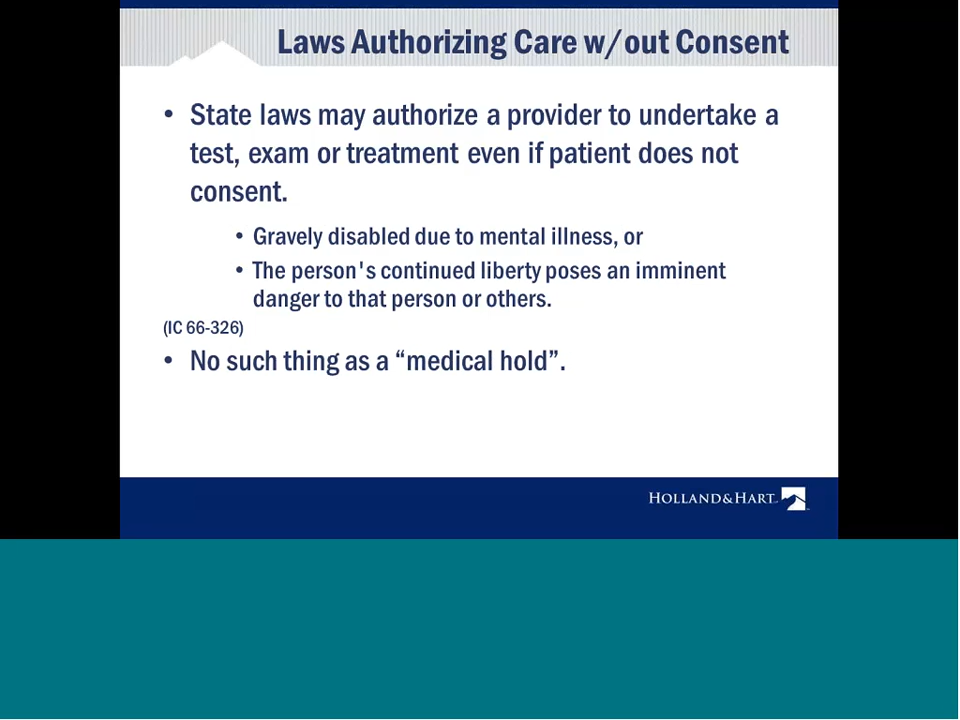 Laws Authorizing Care w/out Consent
• State laws may authorize a provider to undertake a
test, exam or treatment even if patient does not
consent.
• Gravely disabled due to mental illness, or
• The person's continued liberty poses an imminent
danger to that person or others.
(IC 66-326)
• No such thing as a “medical hold”.
HOLLAND&HART